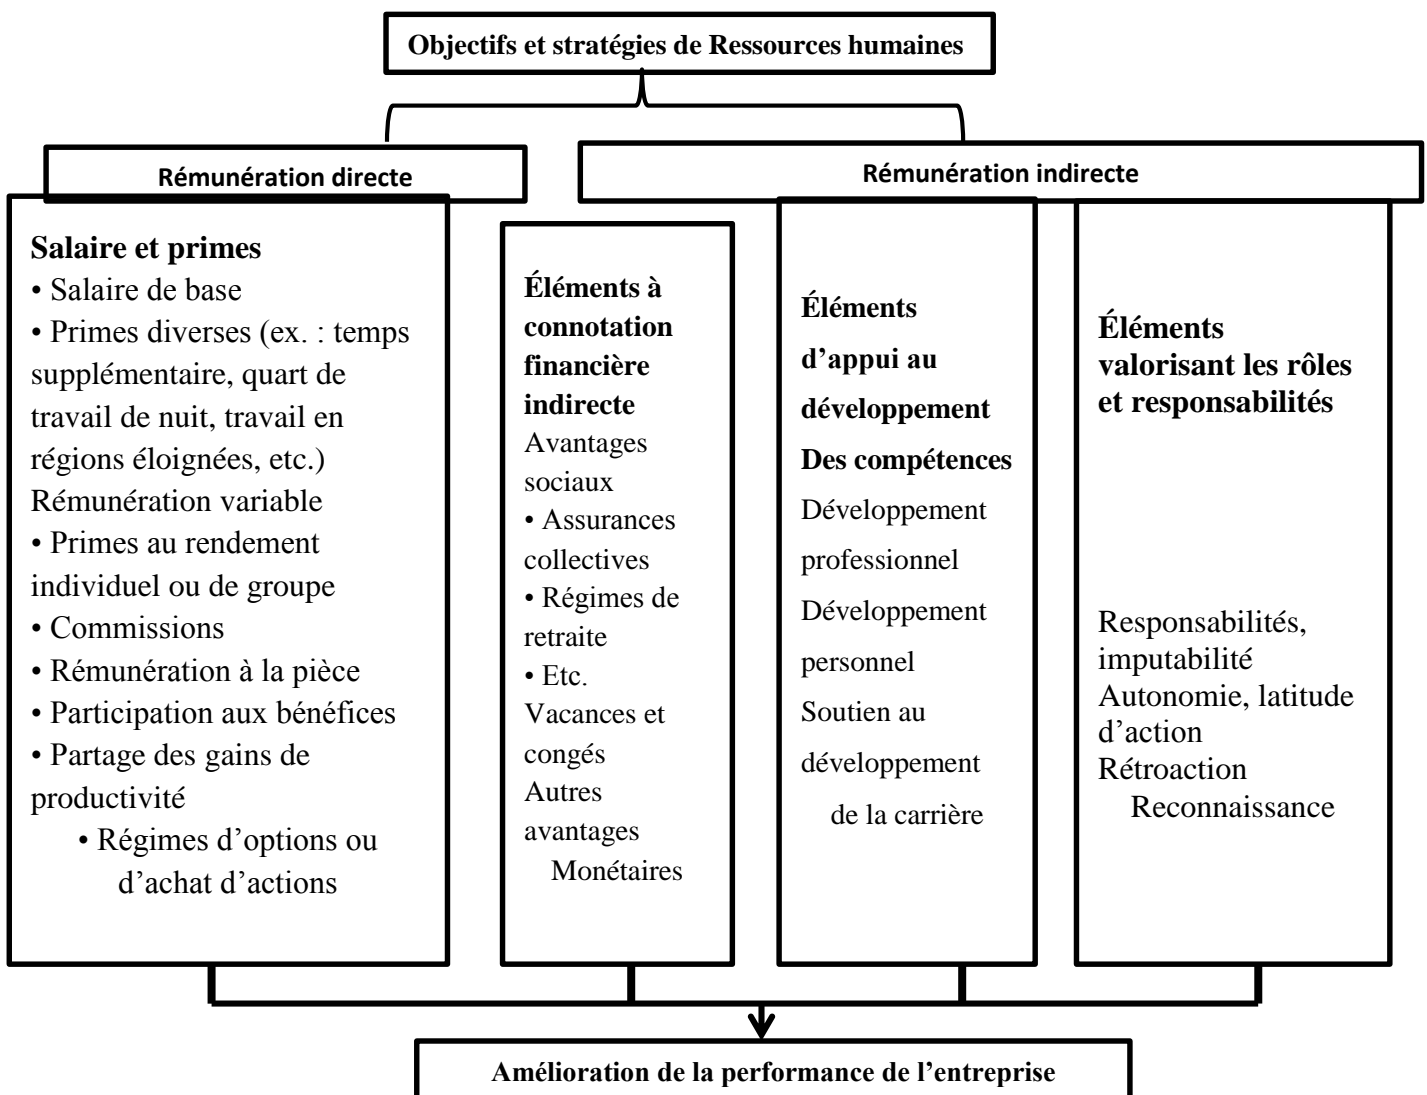 Objectifs et stratégies de Ressources humaines
Rémunération directe
Rémunération indirecte
Salaire et primes
• Salaire de base
• Primes diverses (ex. : temps
supplémentaire, quart de
travail de nuit, travail en
régions éloignées, etc.)
Rémunération variable
• Primes au rendement
individuel ou de groupe
• Commissions
• Rémunération à la pièce
• Participation aux bénéfices
• Partage des gains de
productivité
• Régimes d’options ou
d’achat d’actions
Éléments à
connotation
financière
indirecte
Avantages
sociaux
• Assurances
collectives
• Régimes de
retraite
• Etc.
Vacances et
congés
Autres
avantages
Monétaires
Éléments
d’appui au
développement
Des compétences
Développement
professionnel
Développement
personnel
Soutien au
développement
de la carrière
Éléments
valorisant les rôles
et responsabilités
Responsabilités,
imputabilité
Autonomie, latitude
d’action
Rétroaction
Reconnaissance
Amélioration de la performance de l’entreprise